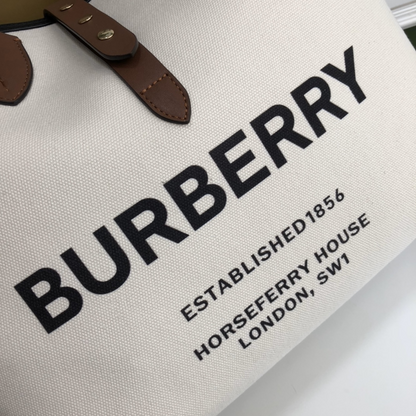 BURBERRY
ESTABLISHED1856
HORSEFERRY HOUSE
LONDON, SW1